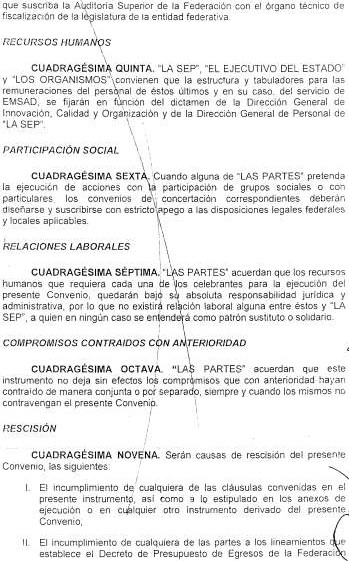 que suscriba la Auditoría Superior de la Federación con el órgano técnico de
fiscalización de la legislatura de la entidad federativa.
RECURSOS HUMANOS
CUADRAGÉSIMA QUINTA. "LA SEP", "EL EJECUTIVO DEL ESTADO"
y "LOS ORGANISMOS" convienen que la estructura y tabuladores para las
remuneraciones del personal de éstos últimos y en su caso, del servicio de
EMSAD, se fijarán en función del dictamen de la Dirección General de
Innovación, Calidad y Organización y de la Dirección General de Personal de
"LA SEP".
PARTICIPACIÓN SOCIAL
CUADRAGÉSIMA SEXTA. Cuando alguna de "LAS PARTES" pretenda
la ejecución de acciones con la participación de grupos sociales o con
particulares los convenios de concertación correspondientes deberán
diseñarse y suscribirse con estricto apego a las disposiciones legales federales
y locales aplicables.
RELACIONES LABORALES
CUADRAGÉSIMA SÉPTIMA. "LAS PARTES" acuerdan que los recursos
humanos que requiera cada una de los celebrantes para la ejecución del
presente Convenio, quedarán bajo su absoluta responsabilidad jurídica y
administrativa, por lo que no existirá relación laboral alguna entre éstos y "LA
SEP", a quien en ningún caso se entenderá como patrón sustituto o solidario.
COMPROMISOS CONTRAIDOS CON ANTERIORIDAD
CUADRAGÉSIMA OCTAVA. "LAS PARTES" acuerdan que este
instrumento no deja sin efectos los compromisos que con anterioridad hayan
contraído de manera conjunta o por separado, siempre y cuando los mismos no
contravengan el presente Convenio.
RESCISIÓN
CUADRAGÉSIMA NOVENA. Serán causas de rescisión del presente
Convenio, las siguientes:
I. El incumplimiento de cualquiera de las cláusulas convenidas en el
presente instrumento, así como a lo estipulado en los anexos de
ejecución o en cualquier otro instrumento derivado del presente
Convenio,
II. El incumplimiento de cualquiera de las partes a los lineamientos que
establece el Decreto de Presupuesto de Egresos de la Federación